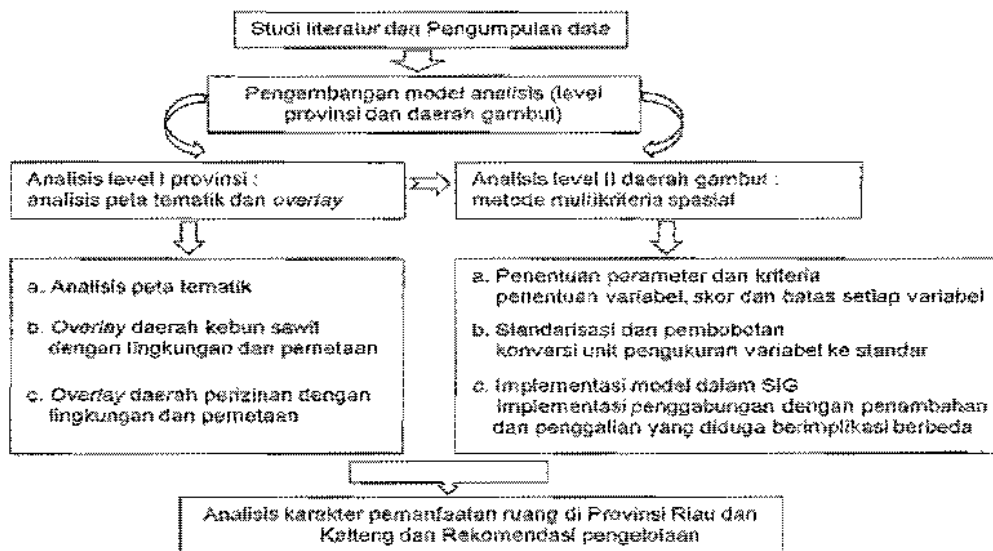 Studi literatur dan Pengumpulan data
Pengembangan model analisis (level
provinsi dan daerah gambut)
Analisis level I provinsi :
analisis peta tematik dan overlay
Analisis level II daerah gambut :
metode multikriteria spasial
a. Analisis peta tematik
b. Overlay daerah kebun sawit
dengan lingkungan dan pemetaan
c. Overlay daerah perizinan dengan
lingkungan dan pemetaan
a. Penentuan parameter dan kriteria
penentuan variabel, skor dan batas setiap variabel
b. Standarisasi dan pembobotan
konversi unit pengukuran variabel ke standar
c. Implementasi model dalam SIG
Implementasi penggabungan dengan penambahan
dan penggalian yang diduga berimplikasi berbeda
Analisis karakter pemanfaatan ruang di Provinsi Riau dan
Kalteng dan Rekomendasi pengelolaan